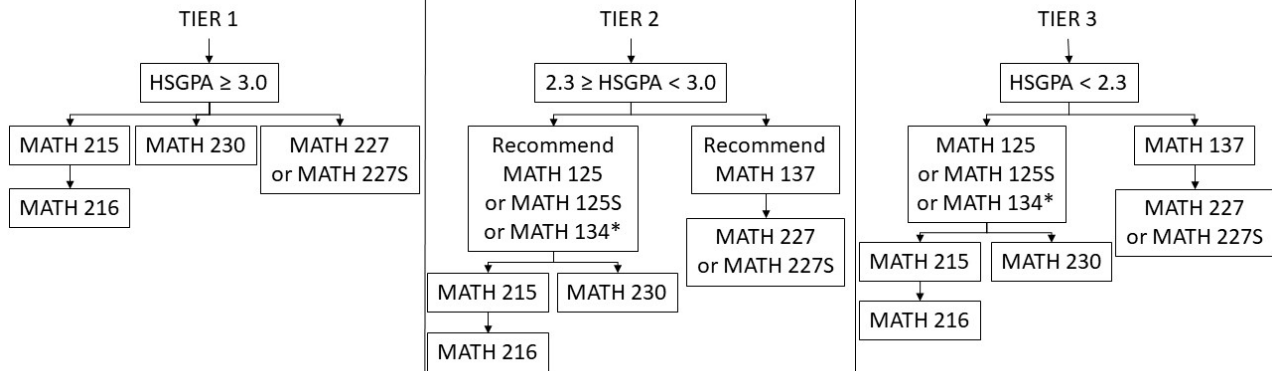 TIER 1
HSGPA ≥ 3.0
MATH 215
MATH 230
MATH 227
or MATH 227S
MATH 216
TIER 2
2.3 ≥ HSGPA < 3.0
Recommend
MATH 125
or MATH 125S
or MATH 134*
Recommend
MATH 137
MATH 227
or MATH 227S
MATH 215
MATH 230
MATH 216
TIER 3
HSGPA < 2.3
MATH 125
or MATH 125S
or MATH 134*
MATH 137
MATH 227
or MATH 227S
MATH 215
MATH 230
MATH 216